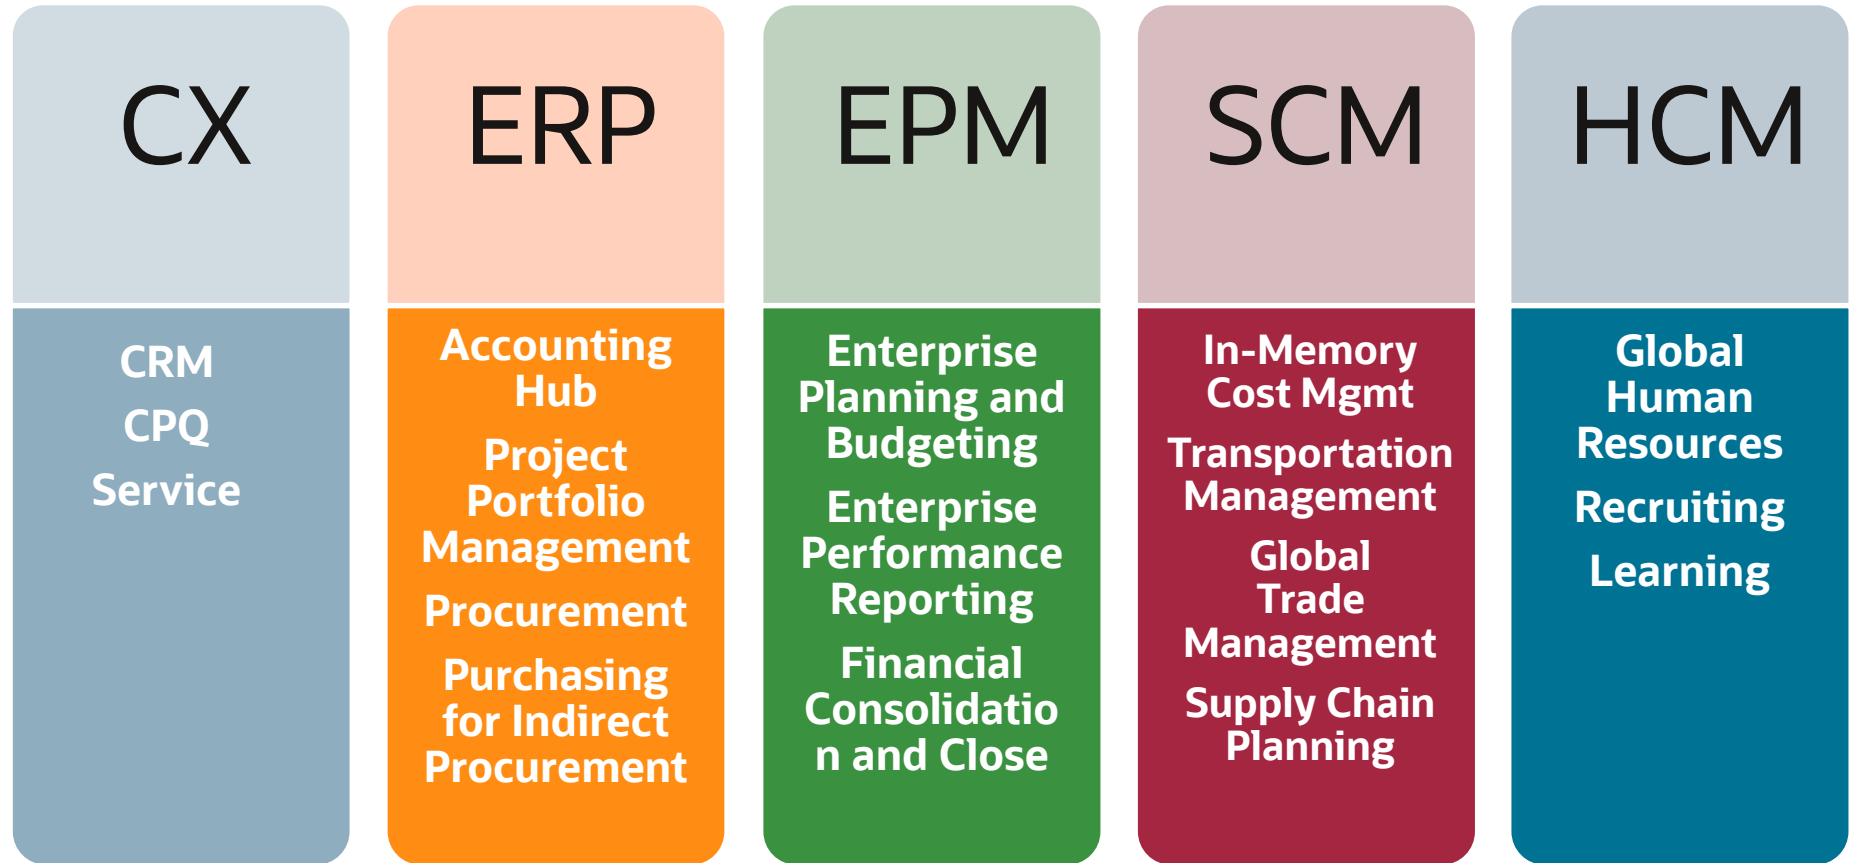 CX
CRM
CPQ
Service
ERP
Accounting
Hub
Project
Portfolio
Management
Procurement
Purchasing
for Indirect
Procurement
EPM
Enterprise
Planning and
Budgeting
Enterprise
Performance
Reporting
Financial
Consolidatio
n and Close
SCM
In-Memory
Cost Mgmt
Transportation
Management
Global
Trade
Management
Supply Chain
Planning
HCM
Global
Human
Resources
Recruiting
Learning